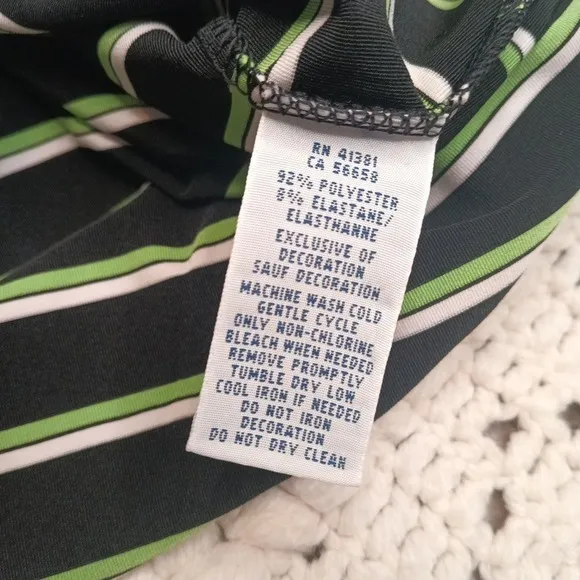 RN 41381
CA 56658
92% POLYESTER
8% ELASTANE/
ELASTHANNE
EXCLUSIVE OF
DECORATION
SAUF DECORATION
MACHINE WASH COLD
GENTLE CYCLE
ONLY NON-CHLORINE
BLEACH WHEN NEEDED
REMOVE PROMPTLY
TUMBLE DRY LOW
COOL IRON IF NEEDED
DO NOT IRON
DECORATION
DO NOT DRY CLEAN